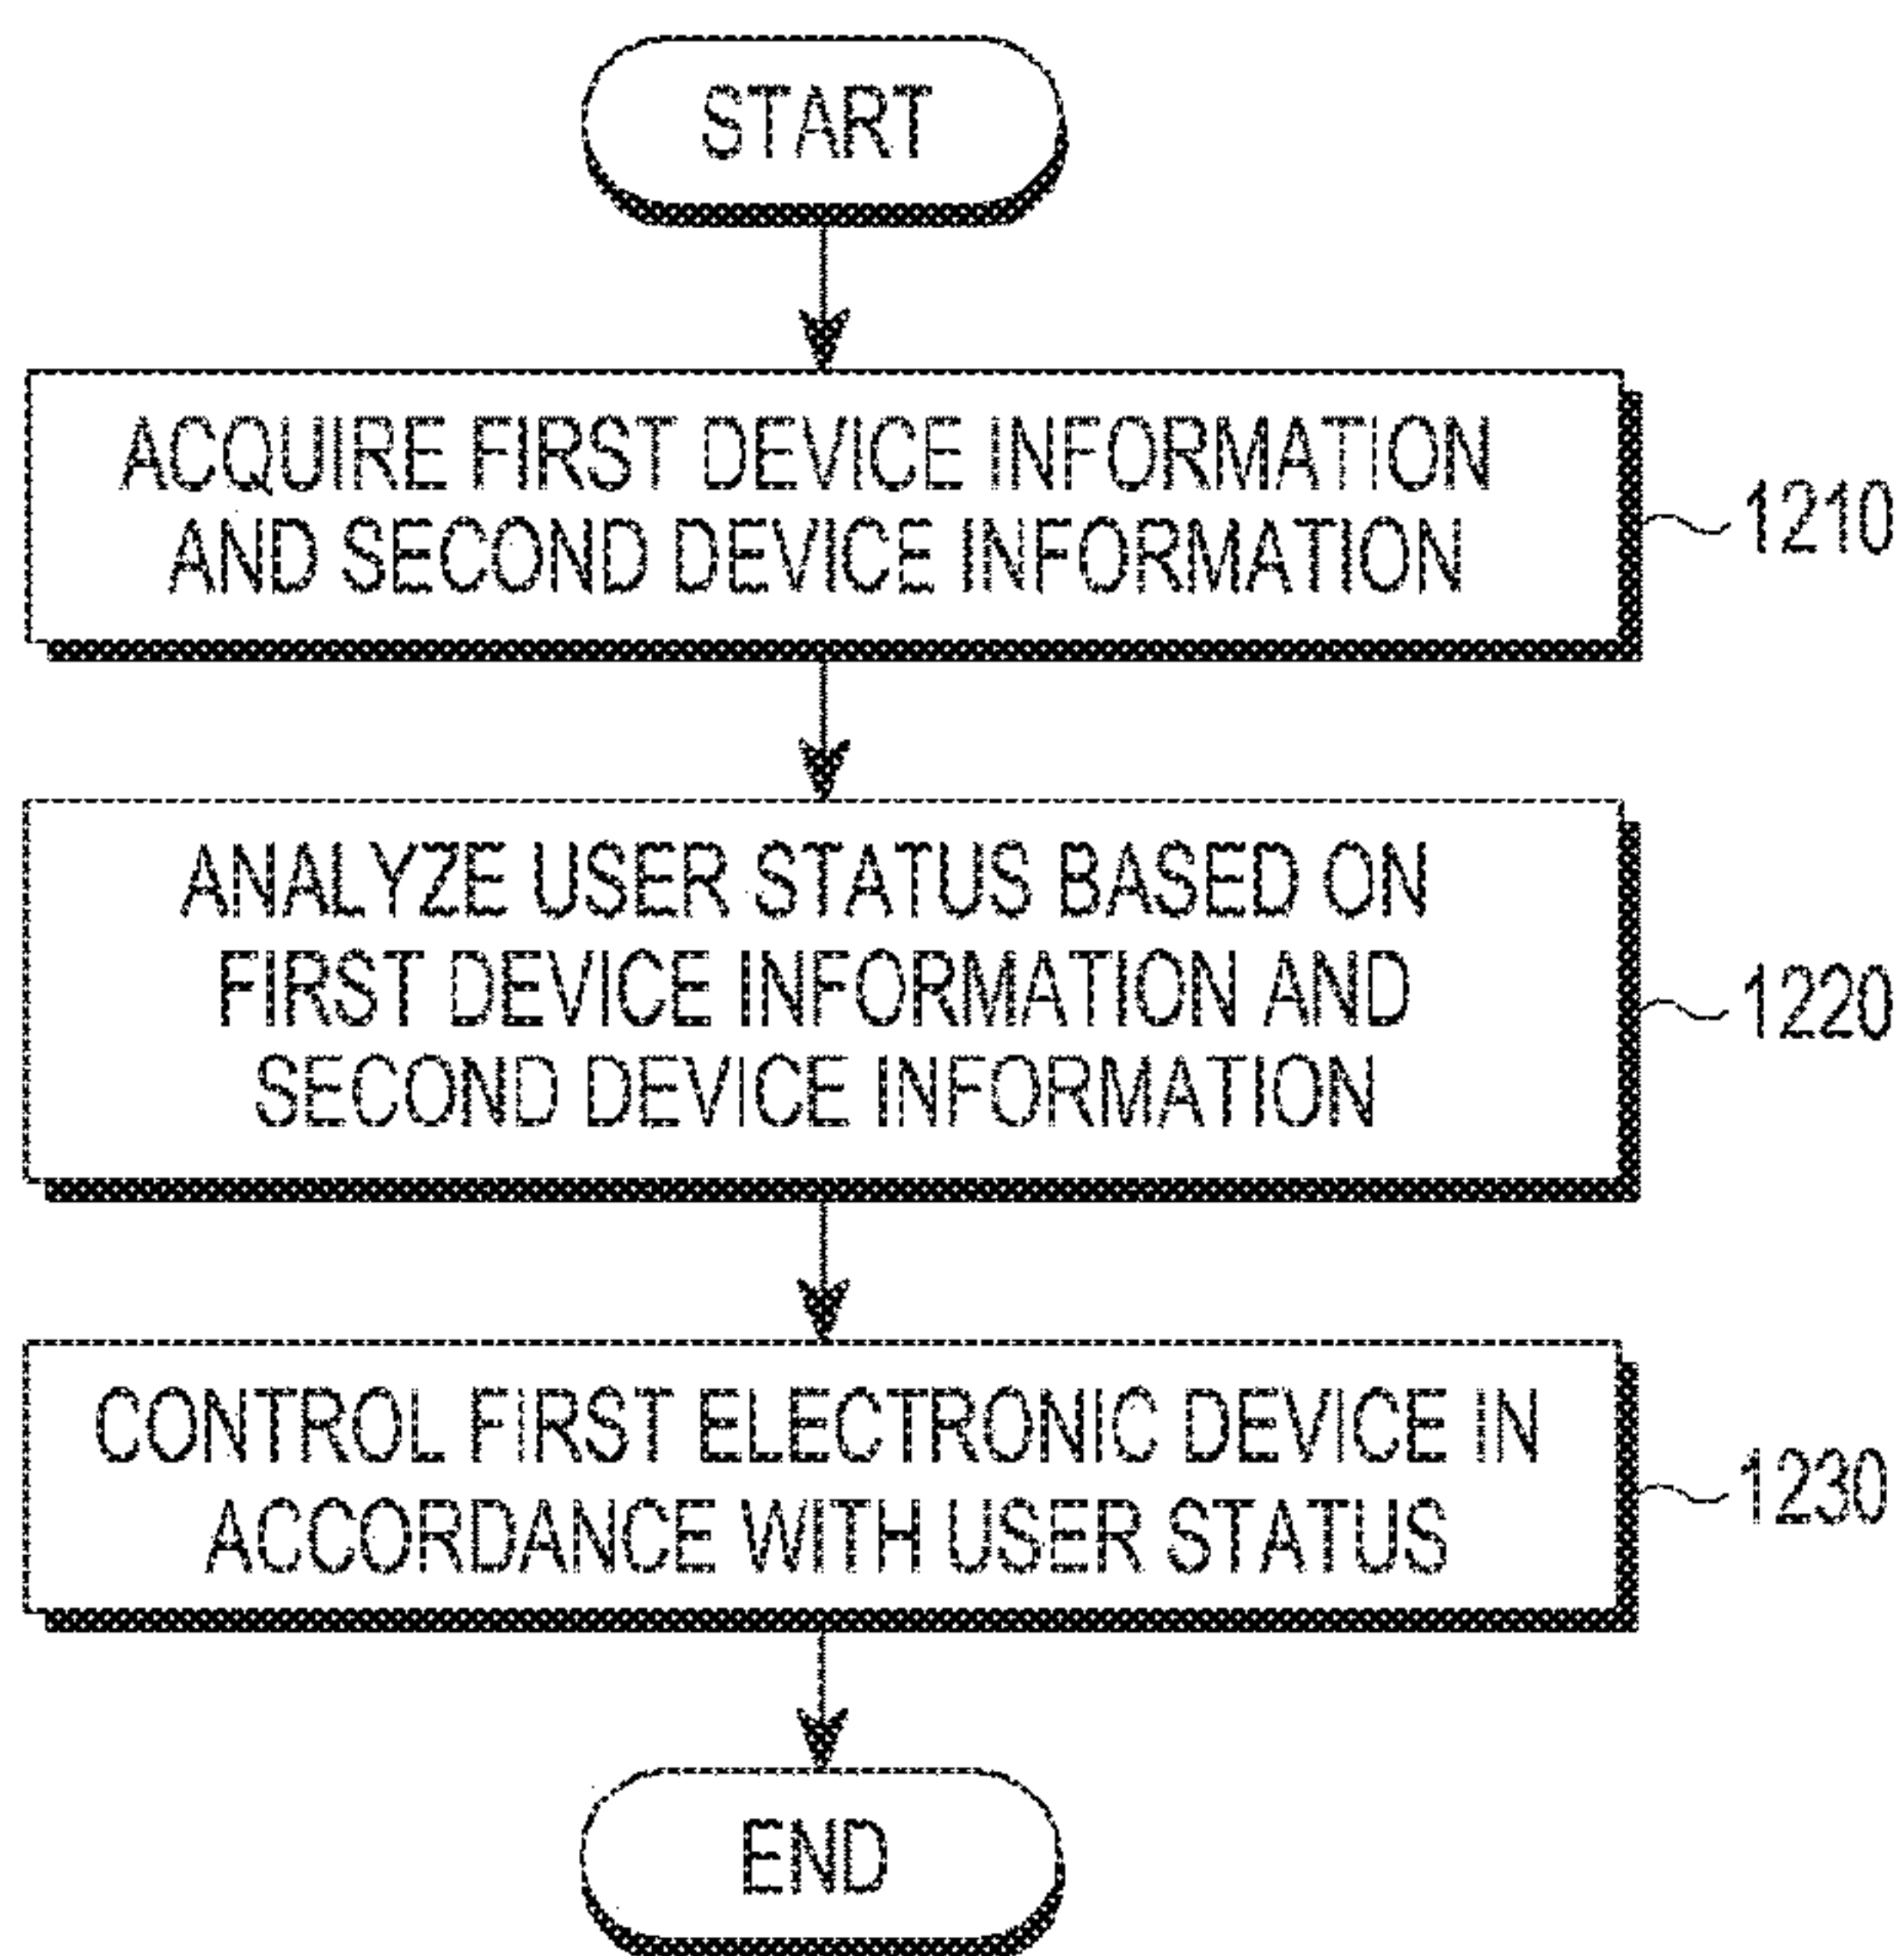 START
ACQUIRE FIRST DEVICE INFORMATION
AND SECOND DEVICE INFORMATION
1210
ANALYZE USER STATUS BASED ON
FIRST DEVICE INFORMATION AND
SECOND DEVICE INFORMATION
1220
CONTROL FIRST ELECTRONIC DEVICE IN
ACCORDANCE WITH USER STATUS
1230
END